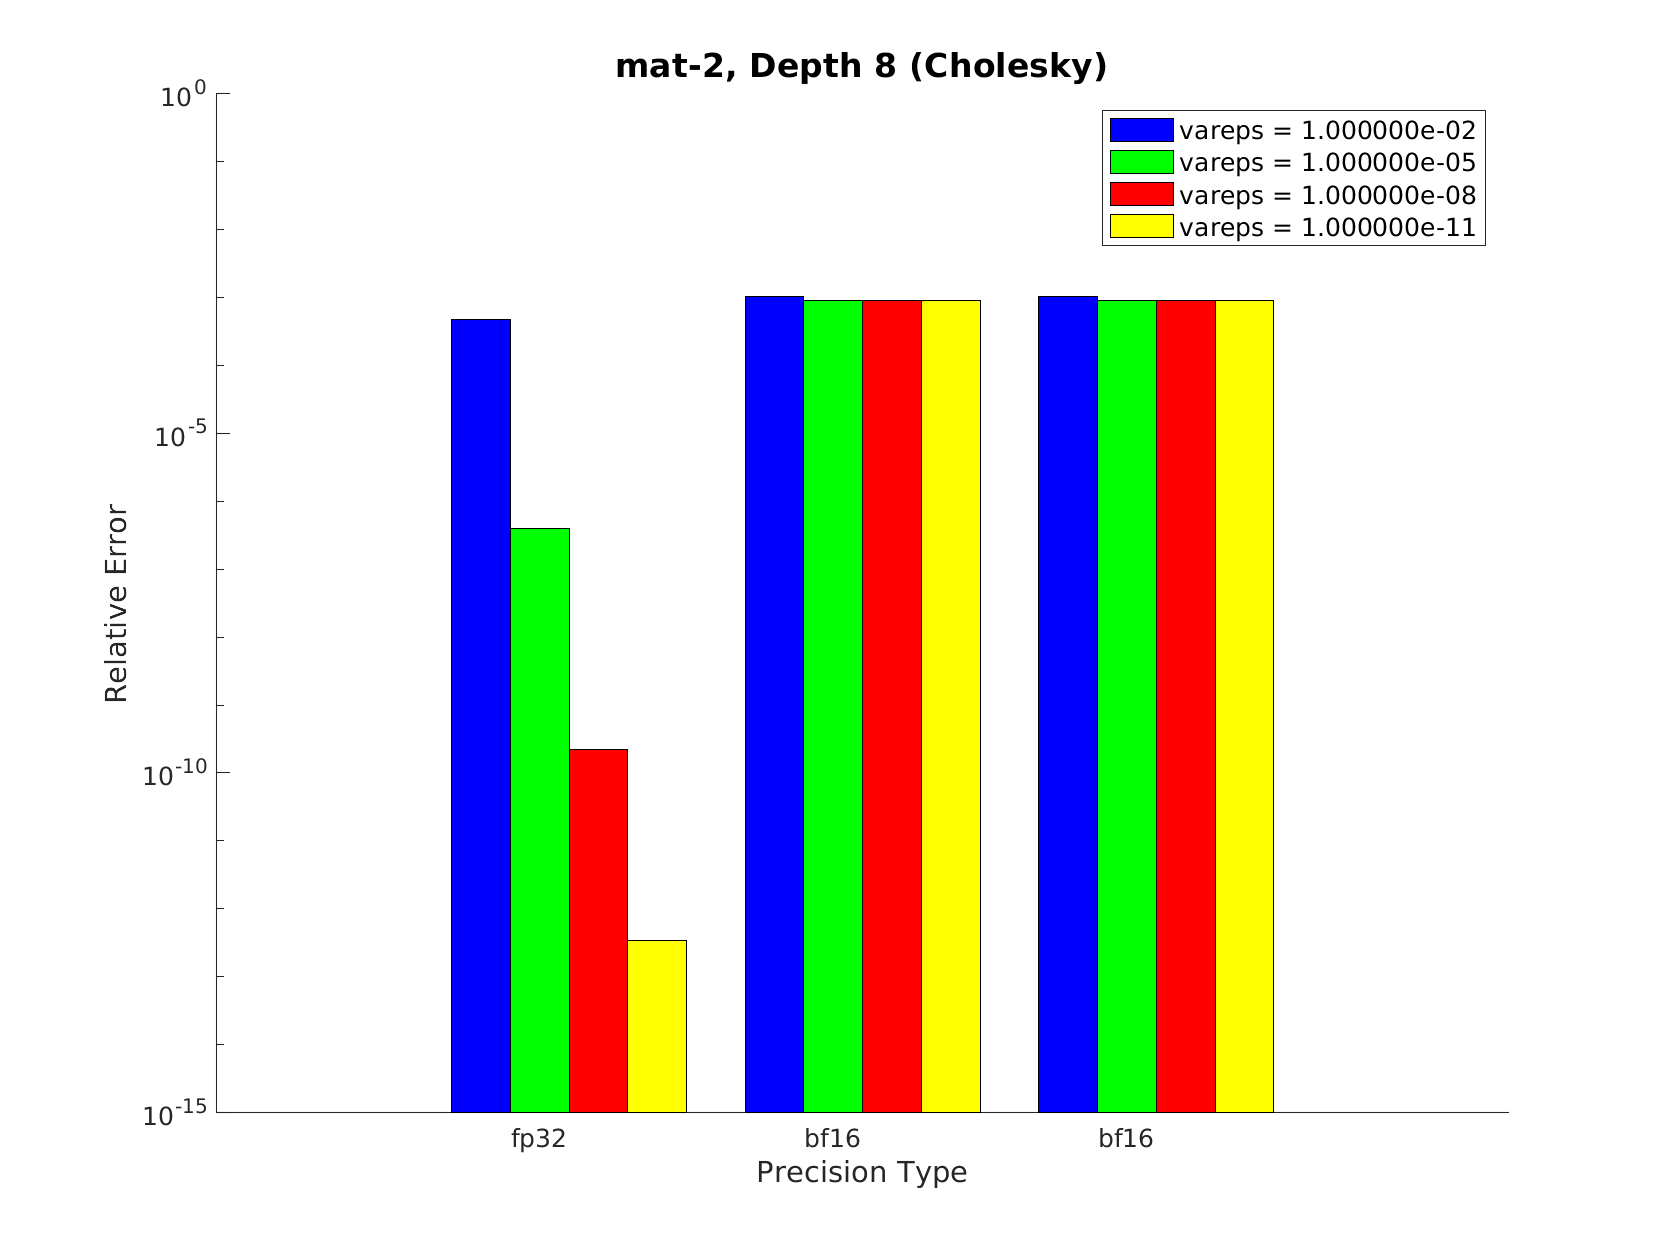 mat-2, Depth 8 (Cholesky)
10^0
vareps = 1.000000e-02
vareps = 1.000000e-05
vareps = 1.000000e-08
vareps = 1.000000e-11
10^-5
Relative Error
10^-10
10^-15
fp32 bf16 bf16
Precision Type